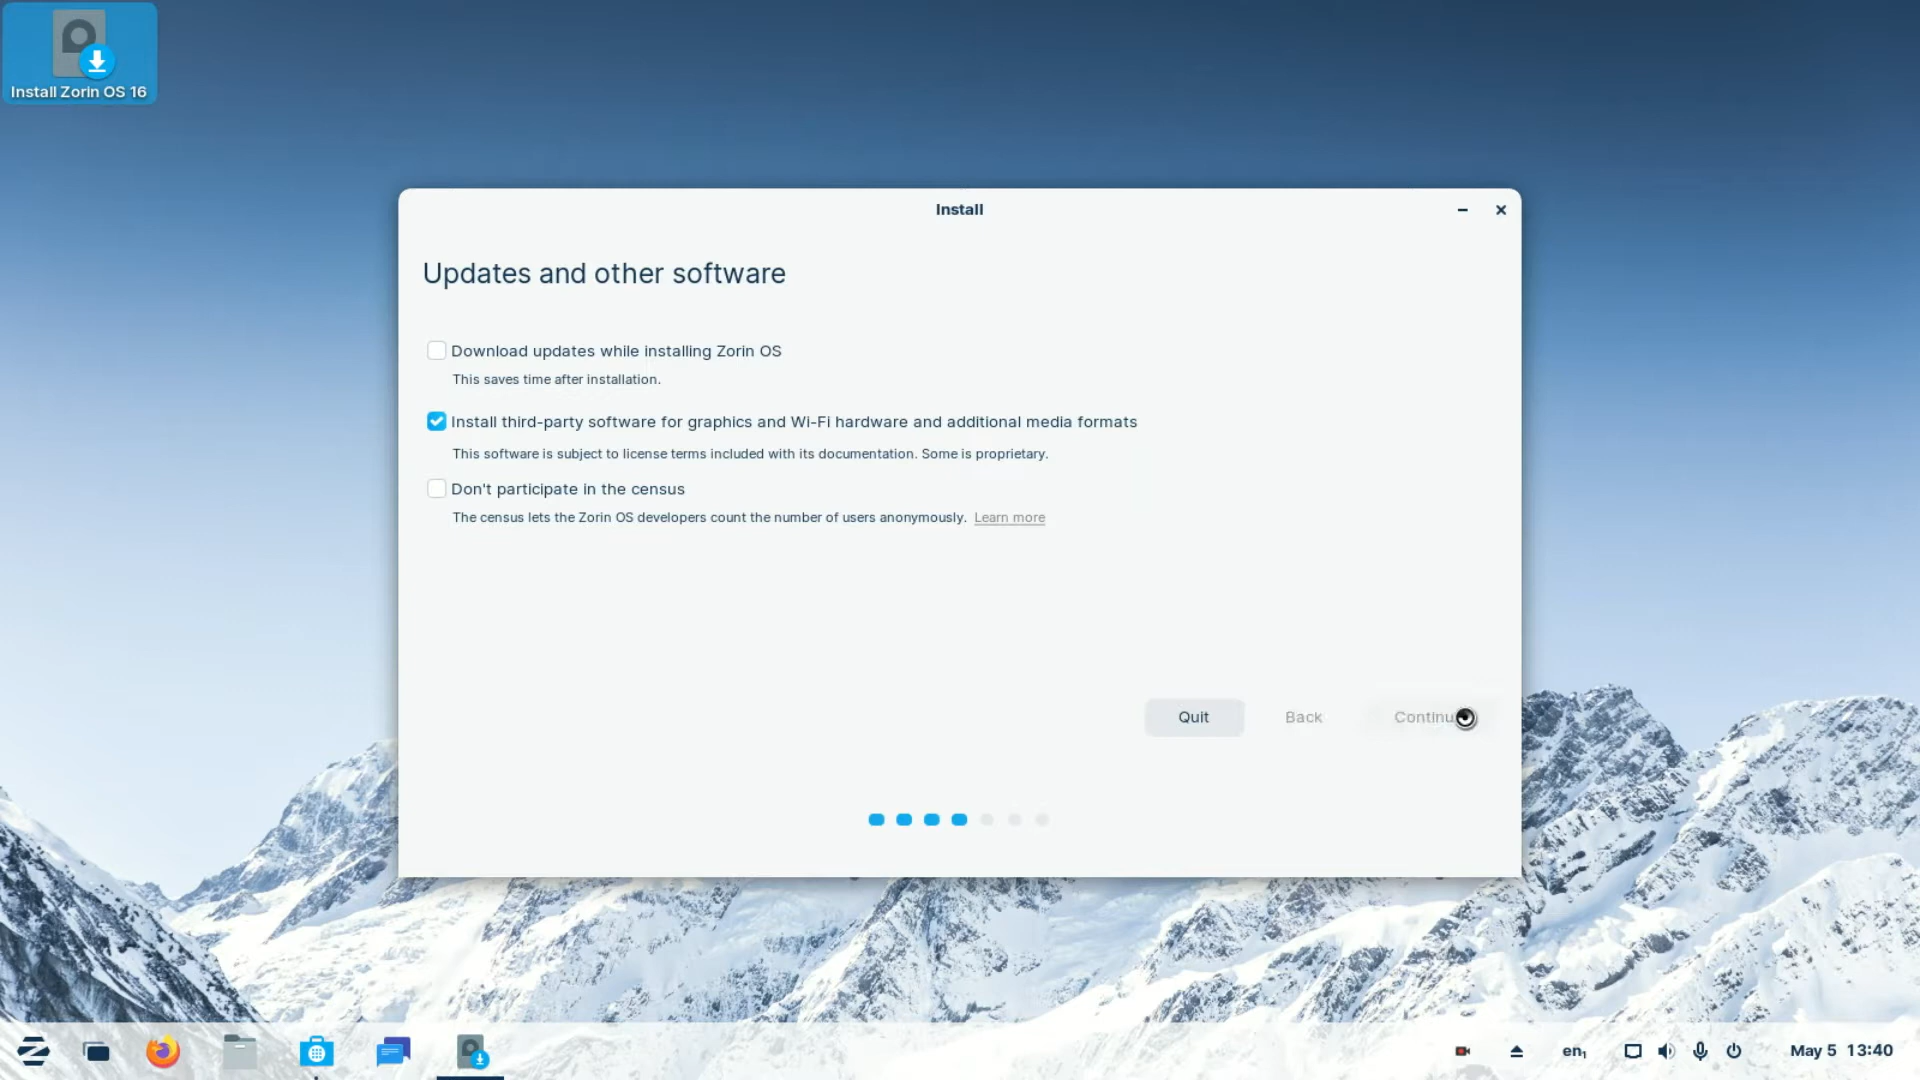 Install Zorin OS 16
Install
Updates and other software
Download updates while installing Zorin OS
This saves time after installation.
Install third-party software for graphics and Wi-Fi hardware and additional media formats
This software is subject to license terms included with its documentation. Some is proprietary.
Don't participate in the census
The census lets the Zorin OS developers count the number of users anonymously. Learn more
Quit Back Continu
en₁ May 5 13:40